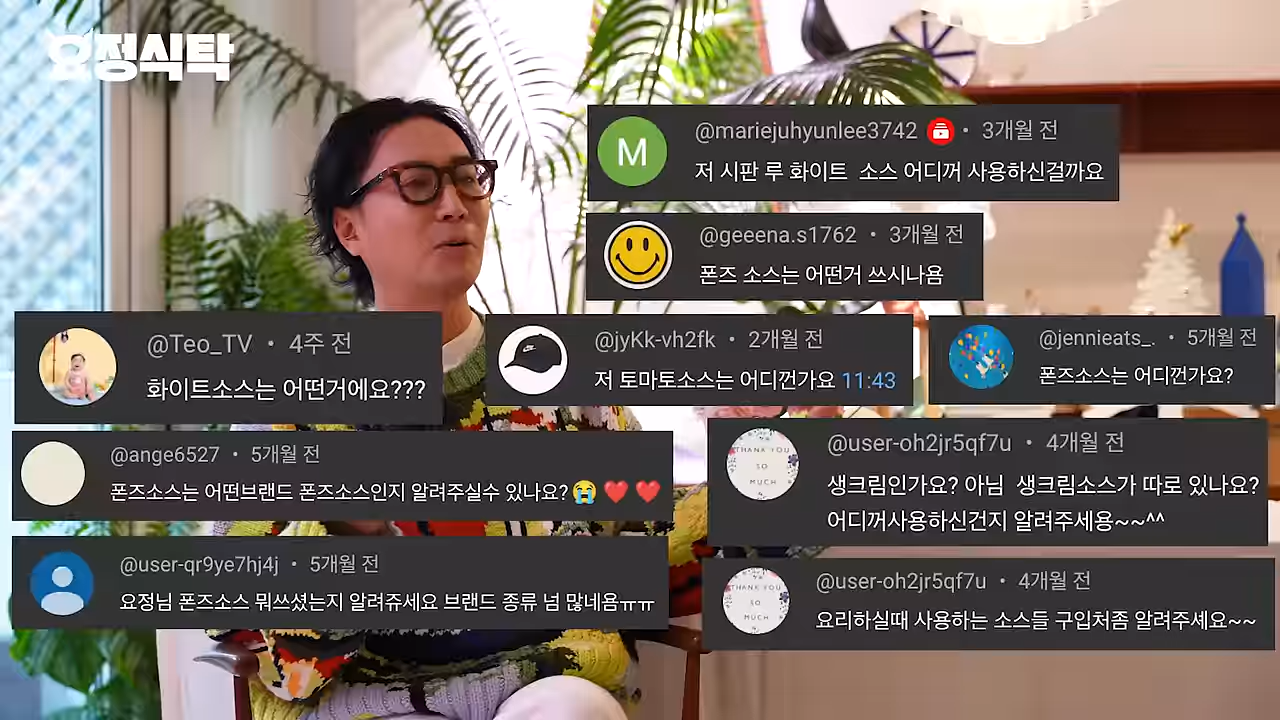 요정식탁
M
@mariejuhyunlee3742 • 3개월 전
저 시판 루 화이트 소스 어디꺼 사용하신걸까요
@geeena.s1762 • 3개월 전
폰즈 소스는 어떤거 쓰시나욤
@Teo_TV • 4주 전
화이트소스는 어떤거에요???
@jyKk-vh2fk • 2개월 전
저 토마토소스는 어디껀가요 11:43
@jennieats_. • 5개월 전
폰즈소스는 어디껀가요?
@ange6527 • 5개월 전
폰즈소스는 어떤브랜드 폰즈소스인지 알려주실수 있나요?😭❤️❤️
THANK YOU
SO
MUCH
@user-oh2jr5qf7u • 4개월 전
생크림인가요? 아님 생크림소스가 따로 있나요?
어디꺼사용하신건지 알려주세용~~^^
@user-qr9ye7hj4j • 5개월 전
요정님 폰즈소스 뭐쓰셨는지 알려쥬세요 브랜드 종류 넘 많네욤ㅠㅠ
THANK YOU
SO
MUCH
@user-oh2jr5qf7u • 4개월 전
요리하실때 사용하는 소스들 구입처좀 알려주세요~~